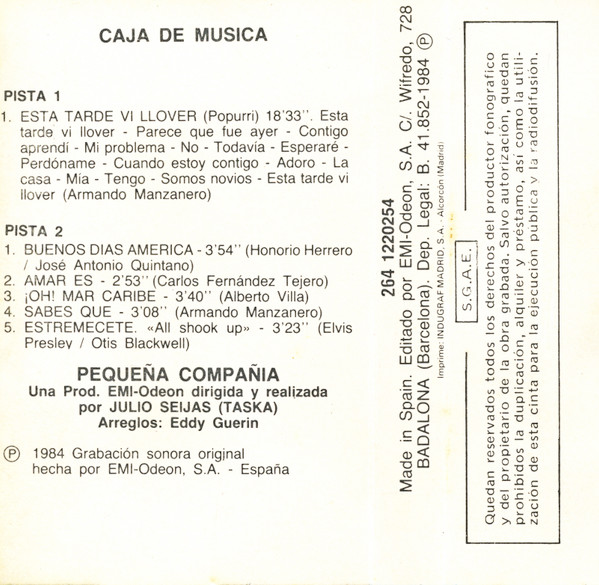 CAJA DE MUSICA
PISTA 1
1. ESTA TARDE VI LLOVER (Popurri) 18'33". Esta
tarde vi llover - Parece que fue ayer - Contigo
aprendí - Mi problema - No - Todavía - Esperaré -
Perdóname - Cuando estoy contigo - Adoro - La
casa - Mía - Tengo - Somos novios - Esta tarde vi
llover (Armando Manzanero)
PISTA 2
1. BUENOS DIAS AMERICA - 3'54" (Honorio Herrero
/ José Antonio Quintano)
2. AMAR ES - 2'53" (Carlos Fernández Tejero)
3. ¡OH! MAR CARIBE - 3'40" (Alberto Villa)
4. SABES QUE - 3'08" (Armando Manzanero)
5. ESTREMECETE. «All shook up» - 3'23" (Elvis
Presley / Otis Blackwell)
PEQUEÑA COMPAÑIA
Una Prod. EMI-Odeon dirigida y realizada
por JULIO SEIJAS (TASKA)
Arreglos: Eddy Guerin
Ⓟ 1984 Grabación sonora original
hecha por EMI-Odeon, S.A. - España
264 1220254
Made in Spain. Editado por EMI-Odeon, S.A. C/. Wifredo, 728
BADALONA (Barcelona). Dep. Legal: B. 41.852-1984 Ⓟ
Imprime: INDUGRAF MADRID, S.A. - Alcorcón (Madrid)
S.G.A.E.
Quedan reservados todos los derechos del productor fonografico
y del propietario de la obra grabada. Salvo autorización, quedan
prohibidos la duplicación, alquiler y préstamo, así como la utili-
zación de esta cinta para la ejecución publica y la radiodifusión.